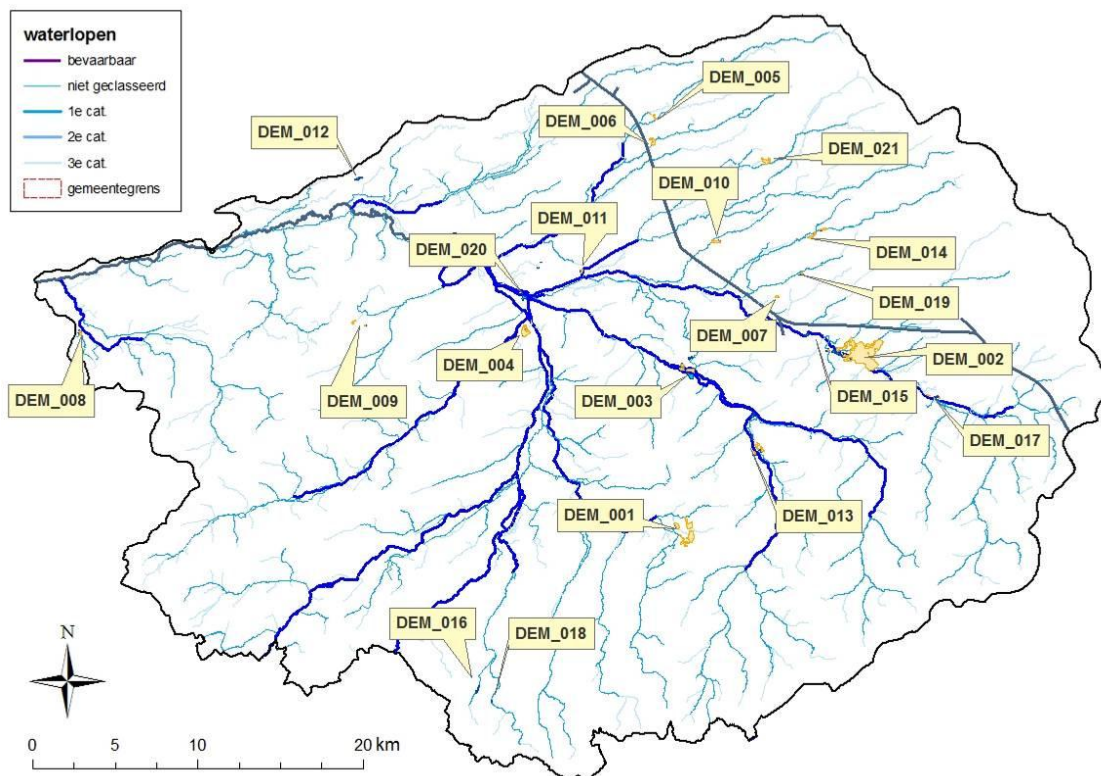 waterlopen
bevaarbaar
niet geclasseerd
1e cat.
2e cat.
3e cat.
gemeentegrens
DEM_005
DEM_012
DEM_006
DEM_021
DEM_010
DEM_011
DEM_020
DEM_014
DEM_019
DEM_007
DEM_004
DEM_002
DEM_008
DEM_009
DEM_003
DEM_015
DEM_017
DEM_001
DEM_013
DEM_016
DEM_018
N
0 5 10 20 km